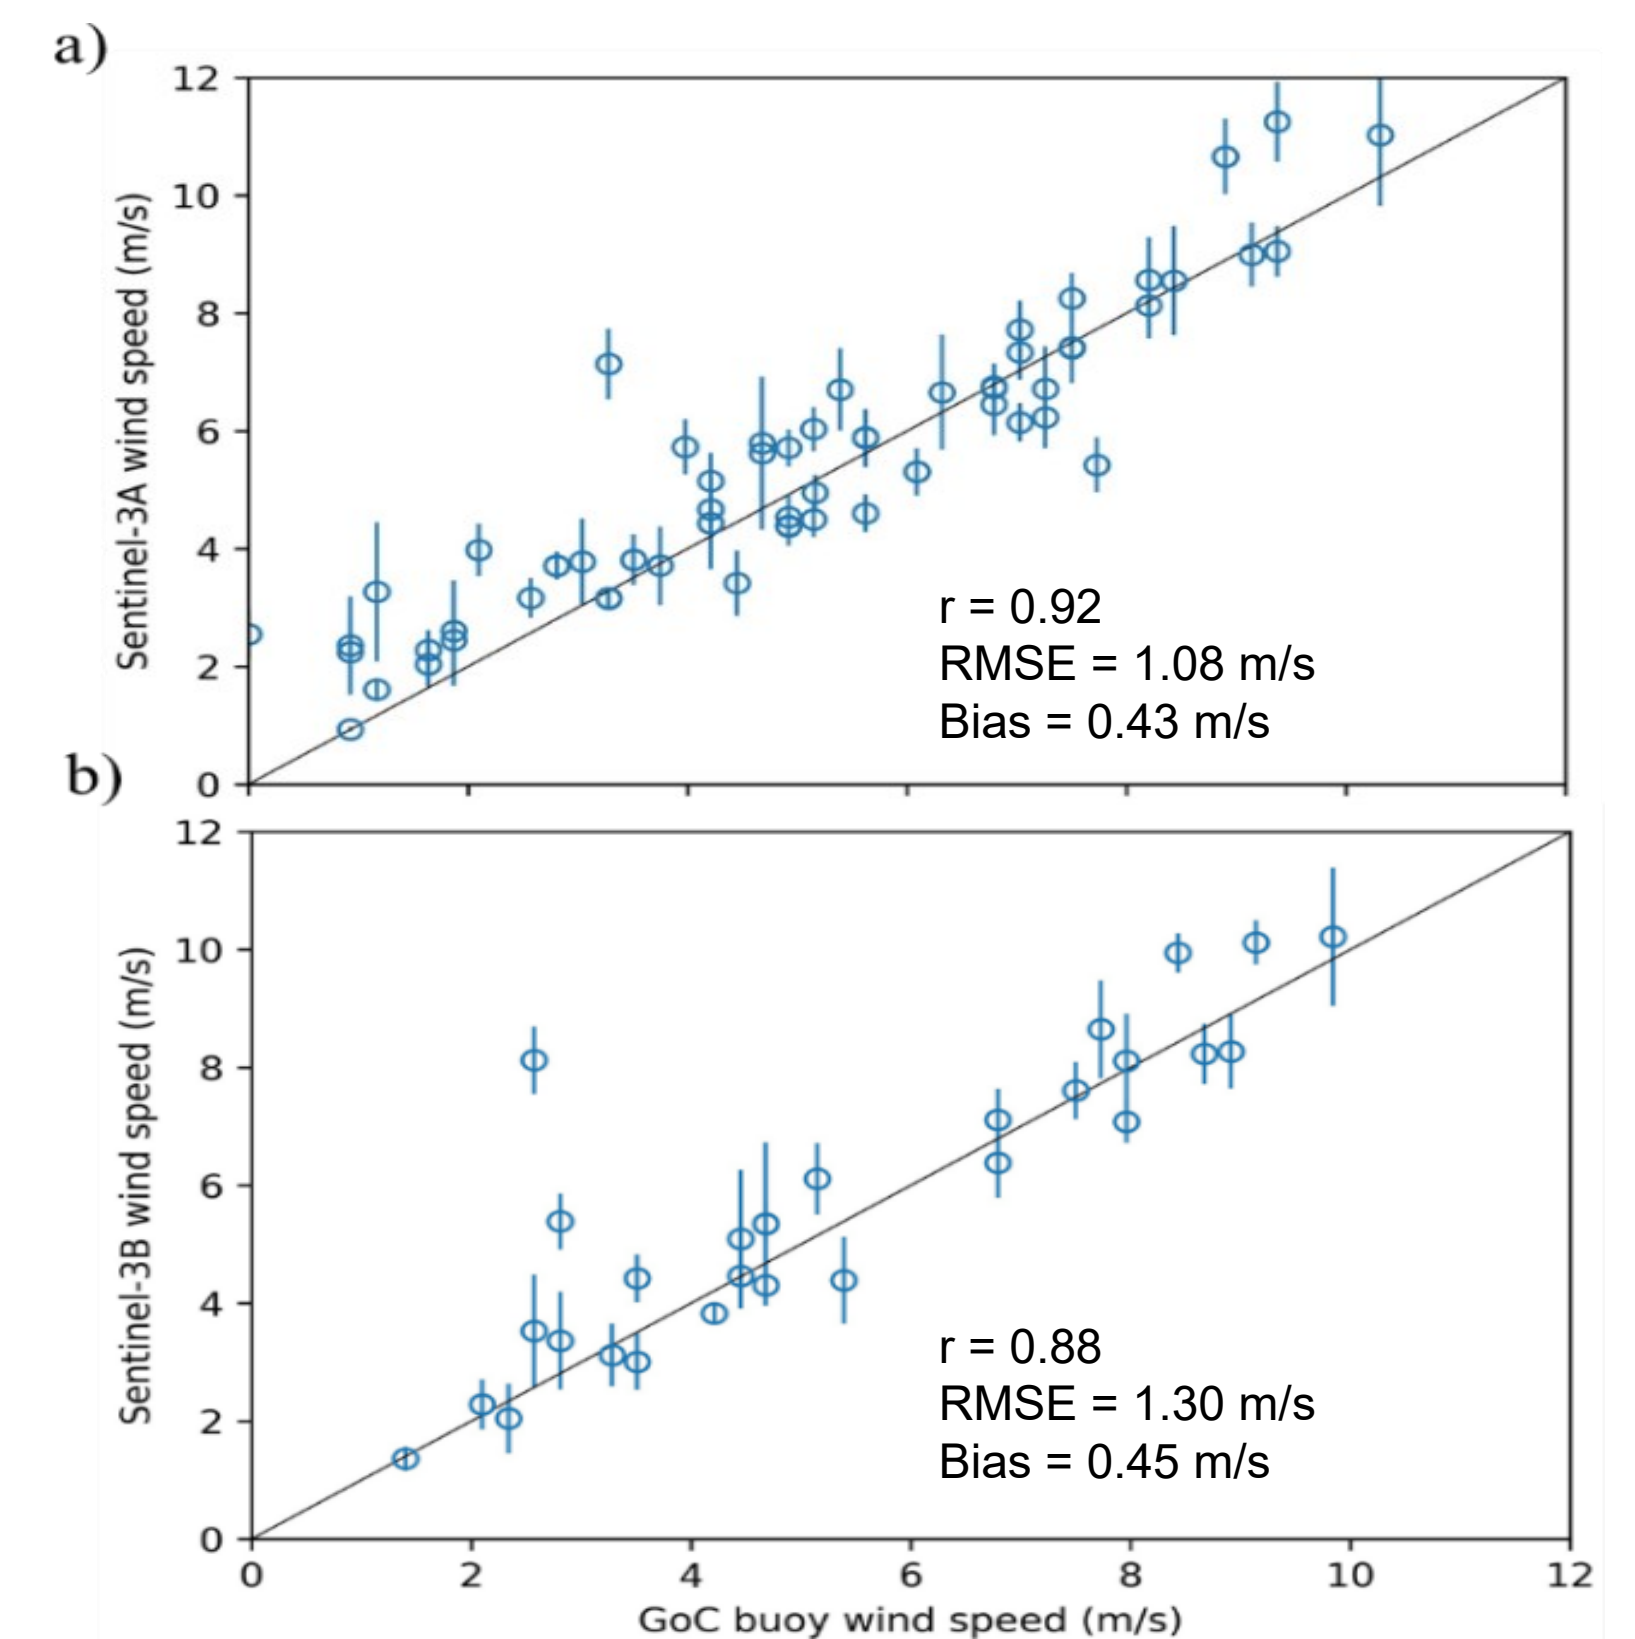 a)
12
10
8
6
4
2
0
Sentinel-3A wind speed (m/s)
r = 0.92
RMSE = 1.08 m/s
Bias = 0.43 m/s
b)
12
10
8
6
4
2
0
Sentinel-3B wind speed (m/s)
r = 0.88
RMSE = 1.30 m/s
Bias = 0.45 m/s
0 2 4 6 8 10 12
GoC buoy wind speed (m/s)